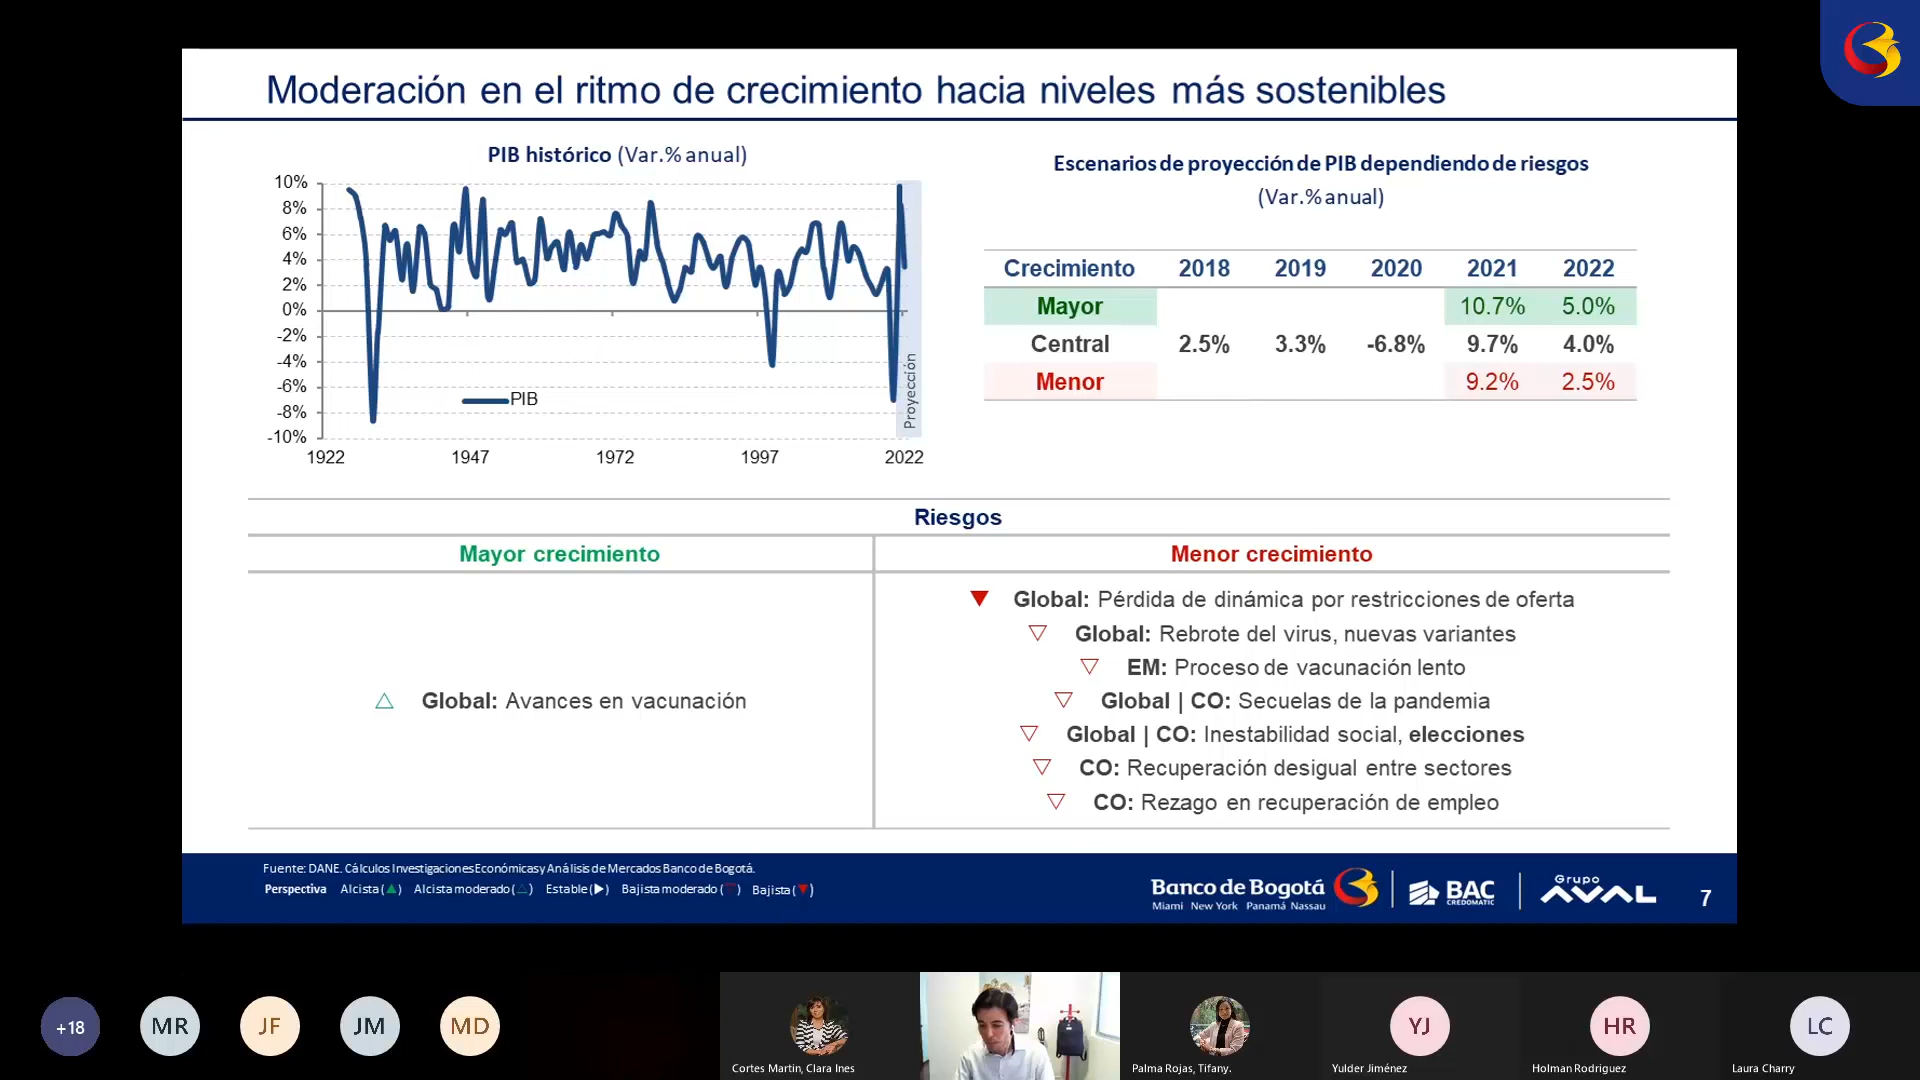 Moderación en el ritmo de crecimiento hacia niveles más sostenibles
PIB histórico (Var.% anual)
10%
8%
6%
4%
2%
0%
-2%
-4%
-6%
-8%
-10%
PIB
Proyección
1922 1947 1972 1997 2022
Escenarios de proyección de PIB dependiendo de riesgos
(Var.% anual)
Crecimiento 2018 2019 2020 2021 2022
Mayor 10.7% 5.0%
Central 2.5% 3.3% -6.8% 9.7% 4.0%
Menor 9.2% 2.5%
Riesgos
Mayor crecimiento
Menor crecimiento
△ Global: Avances en vacunación
▼ Global: Pérdida de dinámica por restricciones de oferta
▽ Global: Rebrote del virus, nuevas variantes
▽ EM: Proceso de vacunación lento
▽ Global | CO: Secuelas de la pandemia
▽ Global | CO: Inestabilidad social, elecciones
▽ CO: Recuperación desigual entre sectores
▽ CO: Rezago en recuperación de empleo
Fuente: DANE. Cálculos Investigaciones Económicas y Análisis de Mercados Banco de Bogotá.
Perspectiva Alcista (▲) Alcista moderado (△) Estable (▶) Bajista moderado (▽) Bajista (▼)
Banco de Bogotá
Miami New York Panamá Nassau
BAC
CREDOMATIC
Grupo
AVAL
7
+18
MR
JF
JM
MD
Cortes Martin, Clara Ines
Palma Rojas, Tifany.
YJ
Yulder Jiménez
HR
Holman Rodriguez
LC
Laura Charry